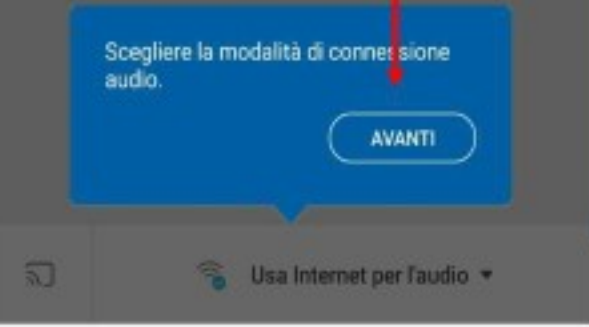 Scegliere la modalità di connessione
audio.
AVANTI
Usa Internet per l'audio